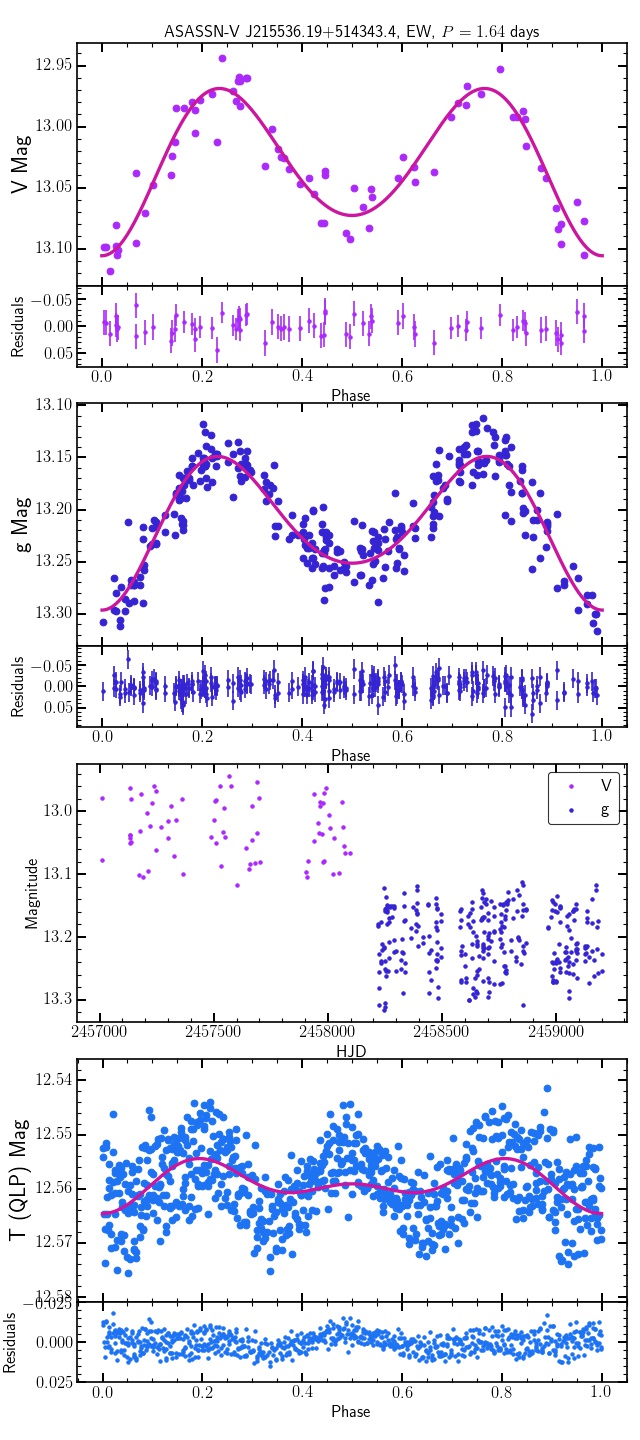 ASASSN-V J215536.19+514343.4, EW, P = 1.64 days
12.95
13.00
13.05
13.10
V Mag
−0.05
0.00
0.05
Residuals
0.0 0.2 0.4 0.6 0.8 1.0
Phase
13.10
13.15
13.20
13.25
13.30
g Mag
−0.05
0.00
0.05
Residuals
0.0 0.2 0.4 0.6 0.8 1.0
Phase
V
g
13.0
13.1
13.2
13.3
Magnitude
2457000 2457500 2458000 2458500 2459000
HJD
12.54
12.55
12.56
12.57
12.58
T (QLP) Mag
−0.025
0.000
0.025
Residuals
0.0 0.2 0.4 0.6 0.8 1.0
Phase